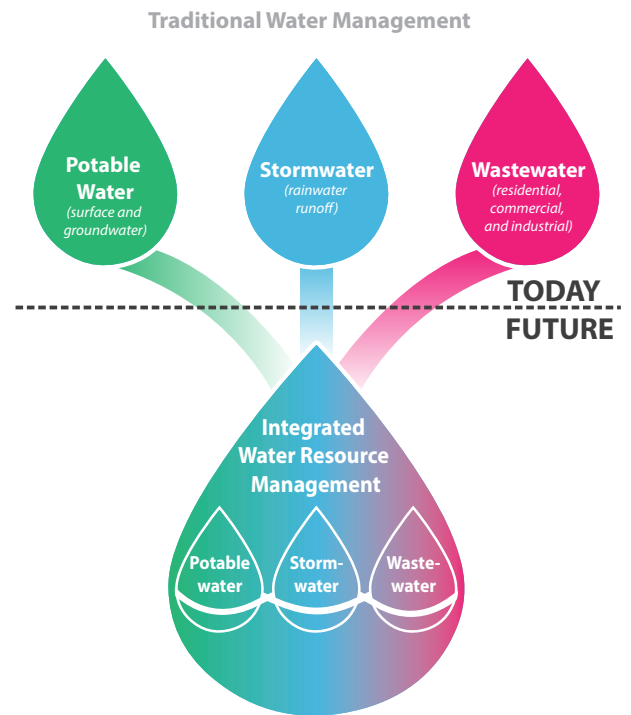 Traditional Water Management
Potable
Water
(surface and
groundwater)
Stormwater
(rainwater
runoff)
Wastewater
(residential,
commercial,
and industrial)
TODAY
FUTURE
Integrated
Water Resource
Management
Potable
water
Storm-
water
Waste-
water